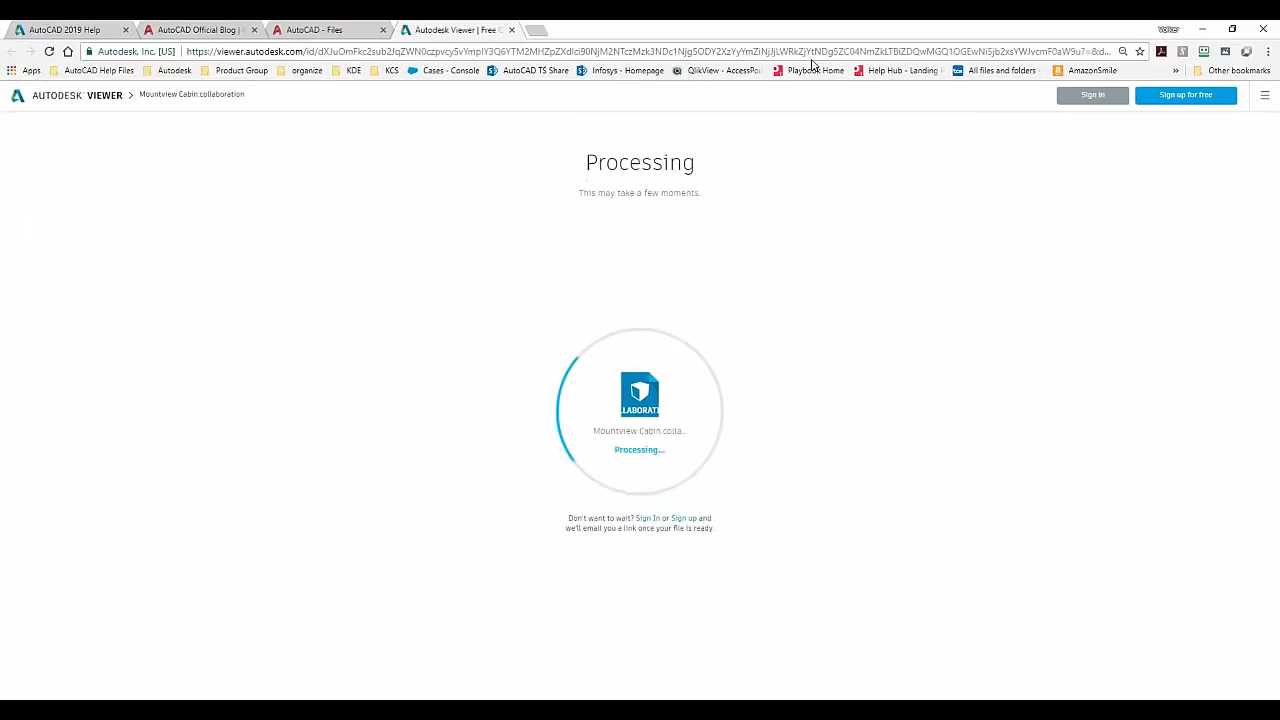 AutoCAD 2019 Help
AutoCAD Official Blog |
AutoCAD - Files
Autodesk Viewer | Free
Volker
Autodesk, Inc. [US]
Apps
AutoCAD Help Files
Autodesk
Product Group
organize
KDE
KCS
Cases - Console
AutoCAD TS Share
Infosys - Homepage
QlikView - AccessPoi
Playbook Home
Help Hub - Landing
All files and folders -
AmazonSmile
»
Other bookmarks
AUTODESK® VIEWER
Mountview Cabin.collaboration
Sign in
Sign up for free
Processing
This may take a few moments.
LLABORATI
Mountview Cabin.colla...
Processing...
Don't want to wait? Sign In or Sign up and
we'll email you a link once your file is ready.